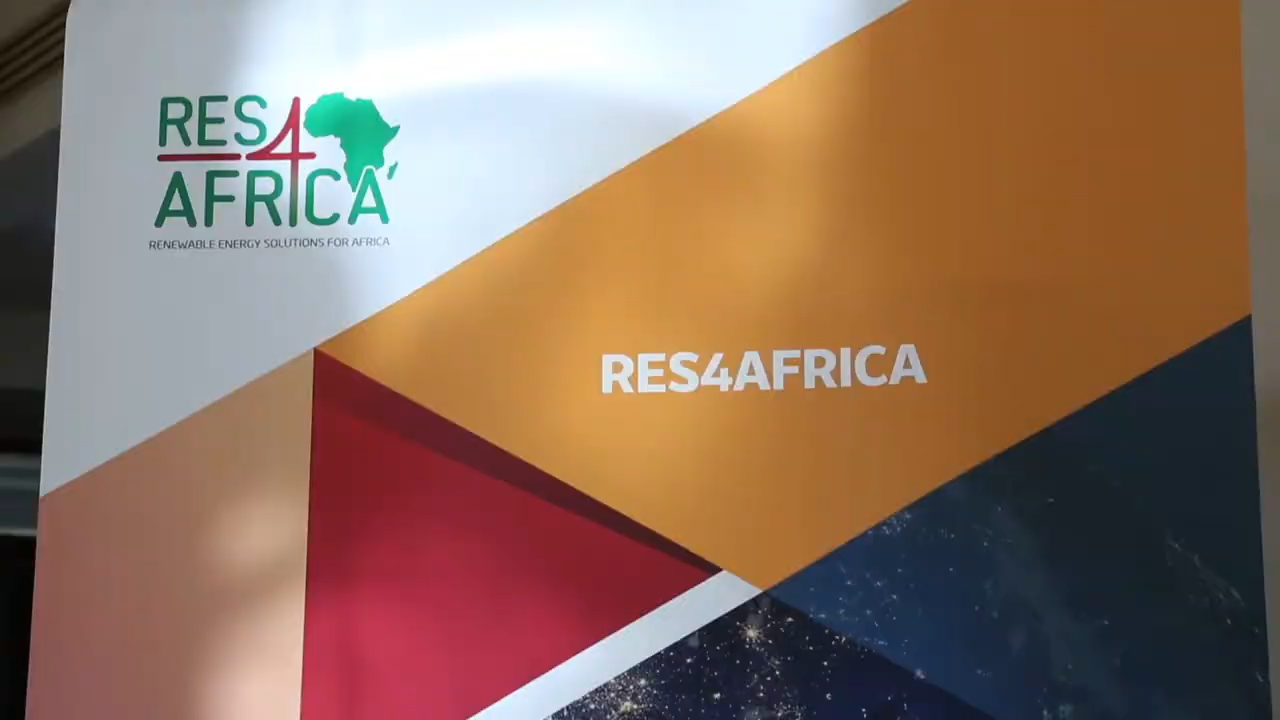 RES4
AFRICA
RENEWABLE ENERGY SOLUTIONS FOR AFRICA
RES4AFRICA